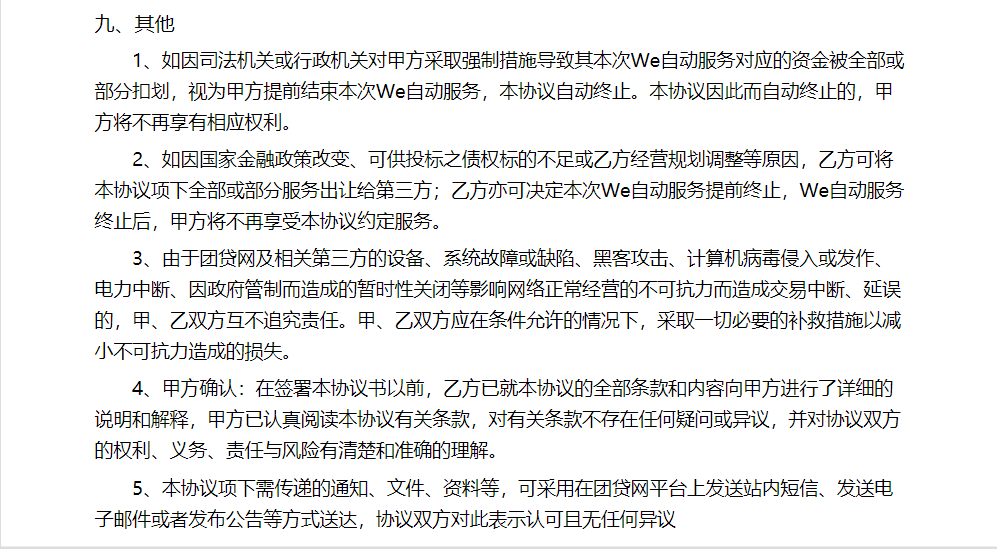 九、其他
1、如因司法机关或行政机关对甲方采取强制措施导致其本次We自动服务对应的资金被全部或
部分扣划，视为甲方提前结束本次We自动服务，本协议自动终止。本协议因此而自动终止的，甲
方将不再享有相应权利。
2、如因国家金融政策改变、可供投标之债权标的不足或乙方经营规划调整等原因，乙方可将
本协议项下全部或部分服务出让给第三方；乙方亦可决定本次We自动服务提前终止，We自动服务
终止后，甲方将不再享受本协议约定服务。
3、由于团贷网及相关第三方的设备、系统故障或缺陷、黑客攻击、计算机病毒侵入或发作、
电力中断、因政府管制而造成的暂时性关闭等影响网络正常经营的不可抗力而造成交易中断、延误
的，甲、乙双方互不追究责任。甲、乙双方应在条件允许的情况下，采取一切必要的补救措施以减
小不可抗力造成的损失。
4、甲方确认：在签署本协议书以前，乙方已就本协议的全部条款和内容向甲方进行了详细的
说明和解释，甲方已认真阅读本协议有关条款，对有关条款不存在任何疑问或异议，并对协议双方
的权利、义务、责任与风险有清楚和准确的理解。
5、本协议项下需传递的通知、文件、资料等，可采用在团贷网平台上发送站内短信、发送电
子邮件或者发布公告等方式送达，协议双方对此表示认可且无任何异议